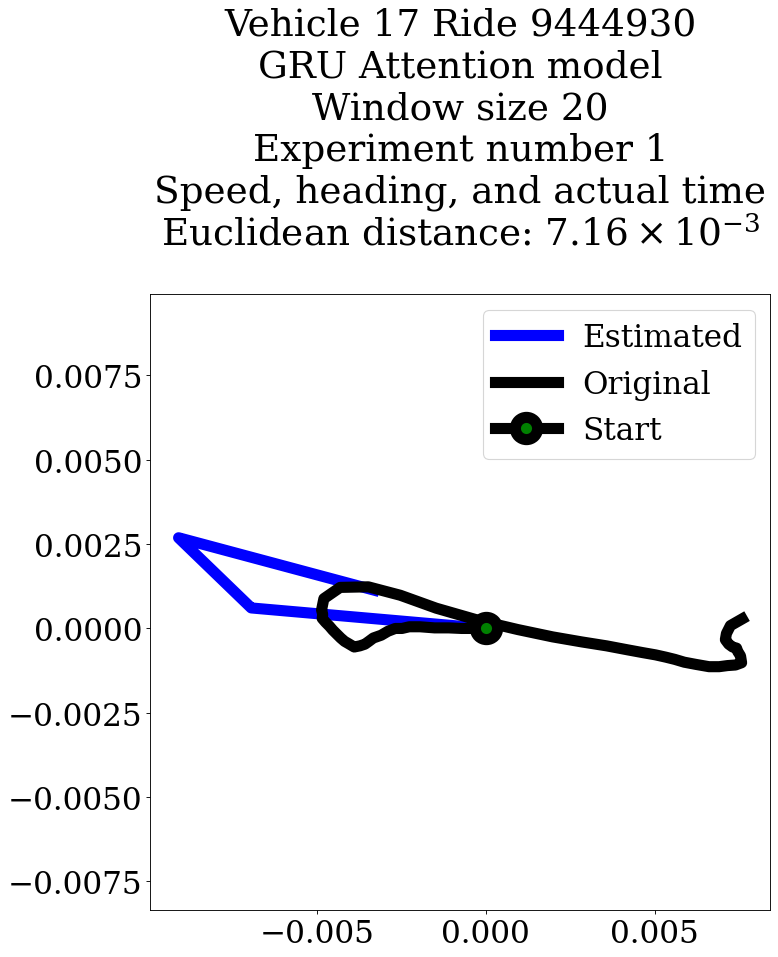 Vehicle 17 Ride 9444930
GRU Attention model
Window size 20
Experiment number 1
Speed, heading, and actual time
Euclidean distance: 7.16 × 10⁻³
Estimated
Original
Start
0.0075
0.0050
0.0025
0.0000
−0.0025
−0.0050
−0.0075
−0.005 0.000 0.005